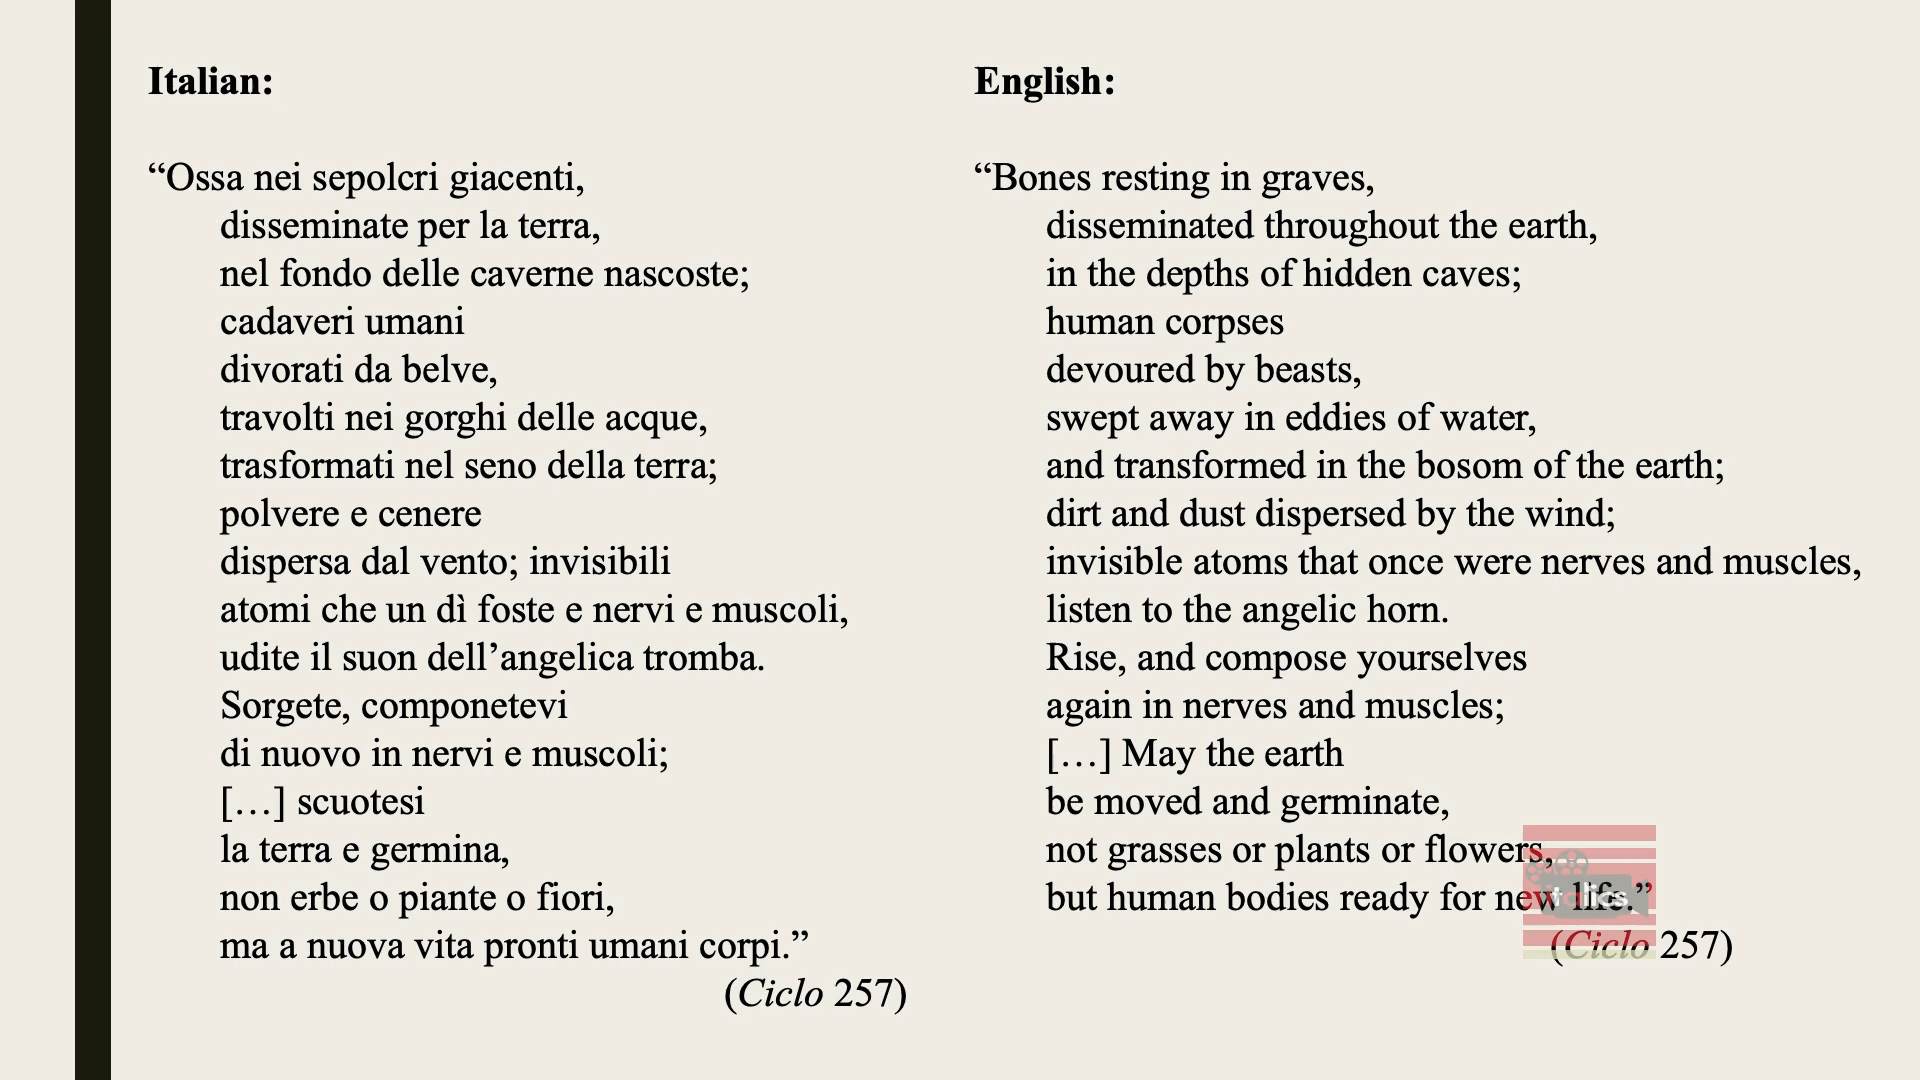 Italian:
“Ossa nei sepolcri giacenti,
disseminate per la terra,
nel fondo delle caverne nascoste;
cadaveri umani
divorati da belve,
travolti nei gorghi delle acque,
trasformati nel seno della terra;
polvere e cenere
dispersa dal vento; invisibili
atomi che un dì foste e nervi e muscoli,
udite il suon dell’angelica tromba.
Sorgete, componetevi
di nuovo in nervi e muscoli;
[…] scuotesi
la terra e germina,
non erbe o piante o fiori,
ma a nuova vita pronti umani corpi.”
(Ciclo 257)
English:
“Bones resting in graves,
disseminated throughout the earth,
in the depths of hidden caves;
human corpses
devoured by beasts,
swept away in eddies of water,
and transformed in the bosom of the earth;
dirt and dust dispersed by the wind;
invisible atoms that once were nerves and muscles,
listen to the angelic horn.
Rise, and compose yourselves
again in nerves and muscles;
[…] May the earth
be moved and germinate,
not grasses or plants or flowers,
but human bodies ready for new life.”
(Ciclo 257)